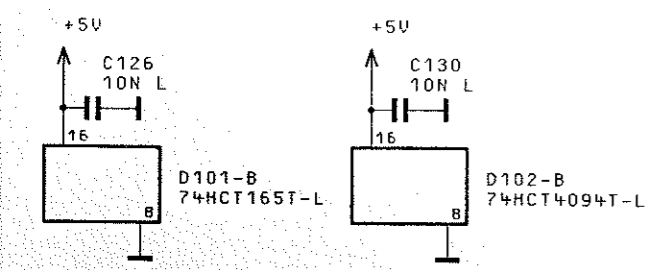 +5V
C126
10N L
16
8
D101-B
74HCT165T-L
+5V
C130
10N L
16
8
D102-B
74HCT4094T-L